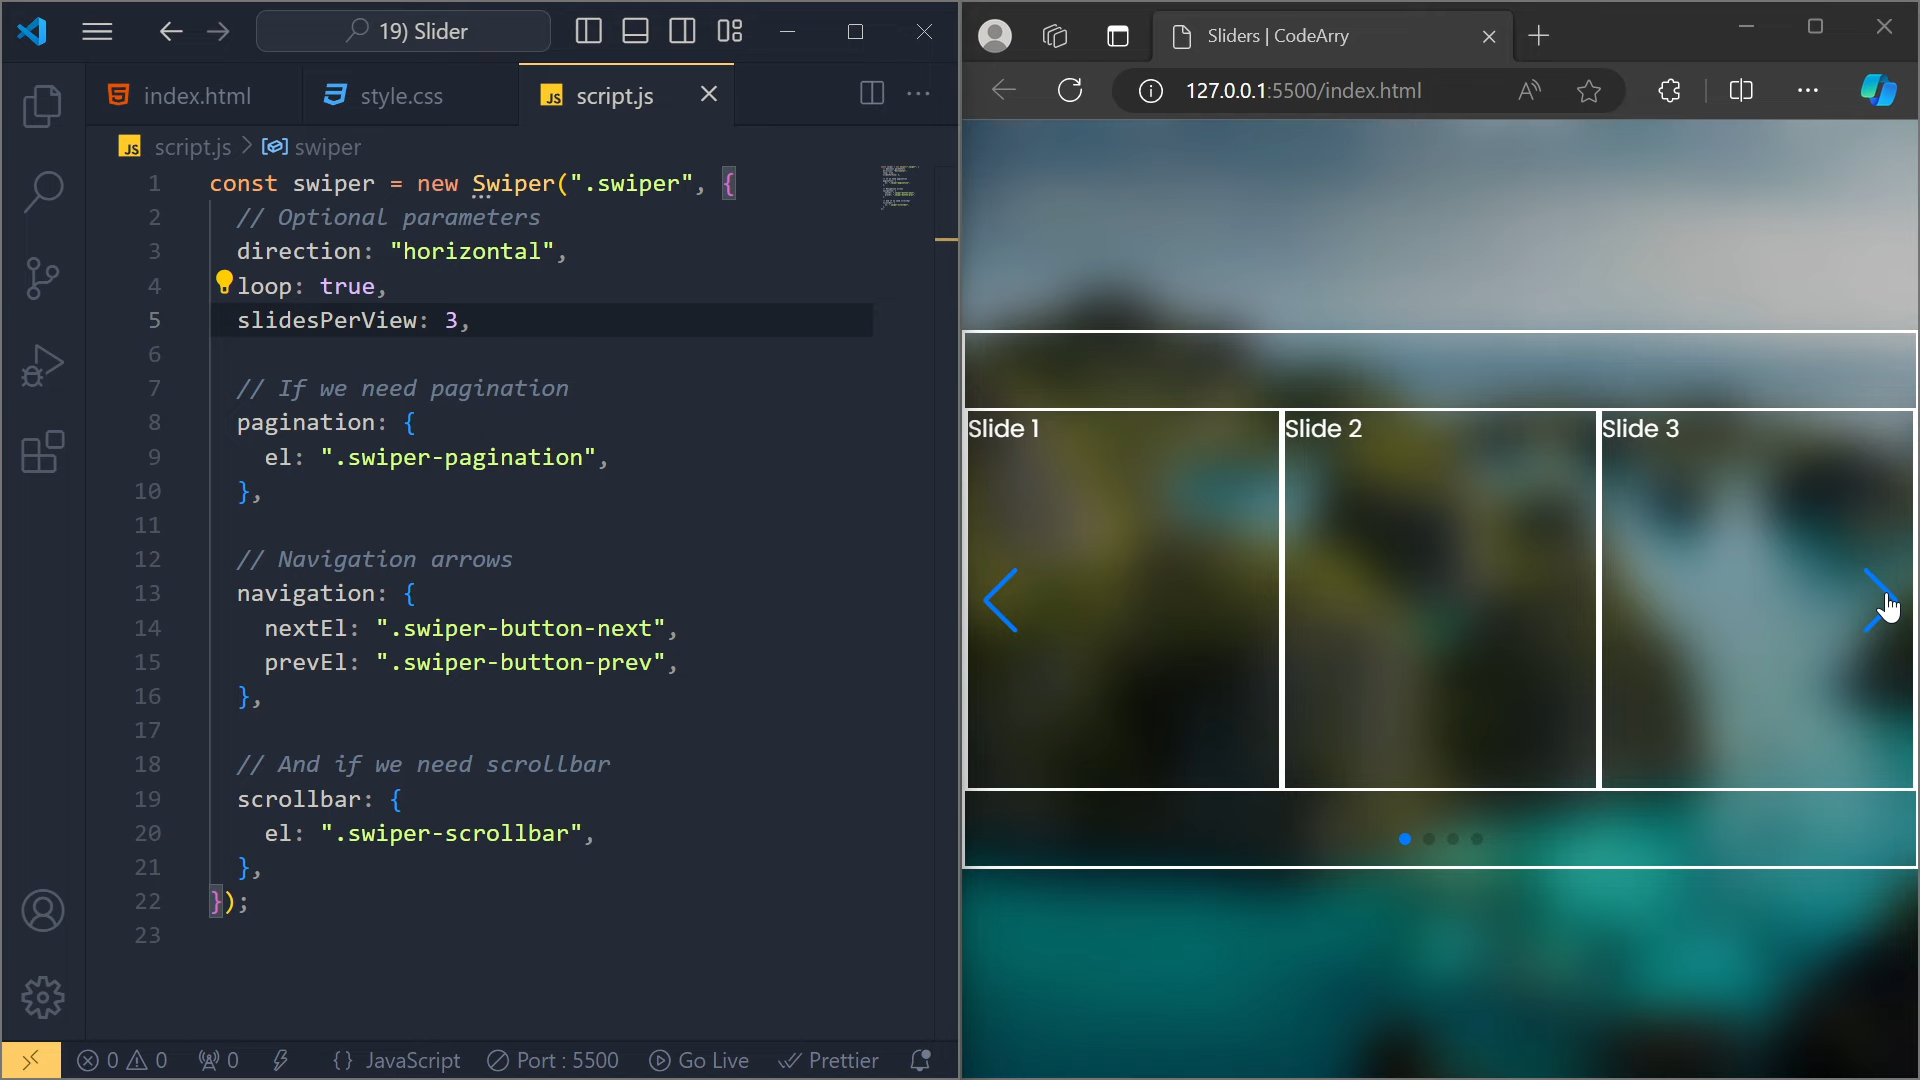 19) Slider
index.html
style.css
JS script.js
JS script.js > swiper
1 const swiper = new Swiper(".swiper", {
2 // Optional parameters
3 direction: "horizontal",
4 loop: true,
5 slidesPerView: 3,
6
7 // If we need pagination
8 pagination: {
9 el: ".swiper-pagination",
10 },
11
12 // Navigation arrows
13 navigation: {
14 nextEl: ".swiper-button-next",
15 prevEl: ".swiper-button-prev",
16 },
17
18 // And if we need scrollbar
19 scrollbar: {
20 el: ".swiper-scrollbar",
21 },
22 });
23
0 0 0 {} JavaScript Port : 5500 Go Live Prettier
Sliders | CodeArry
127.0.0.1:5500/index.html
Slide 1
Slide 2
Slide 3